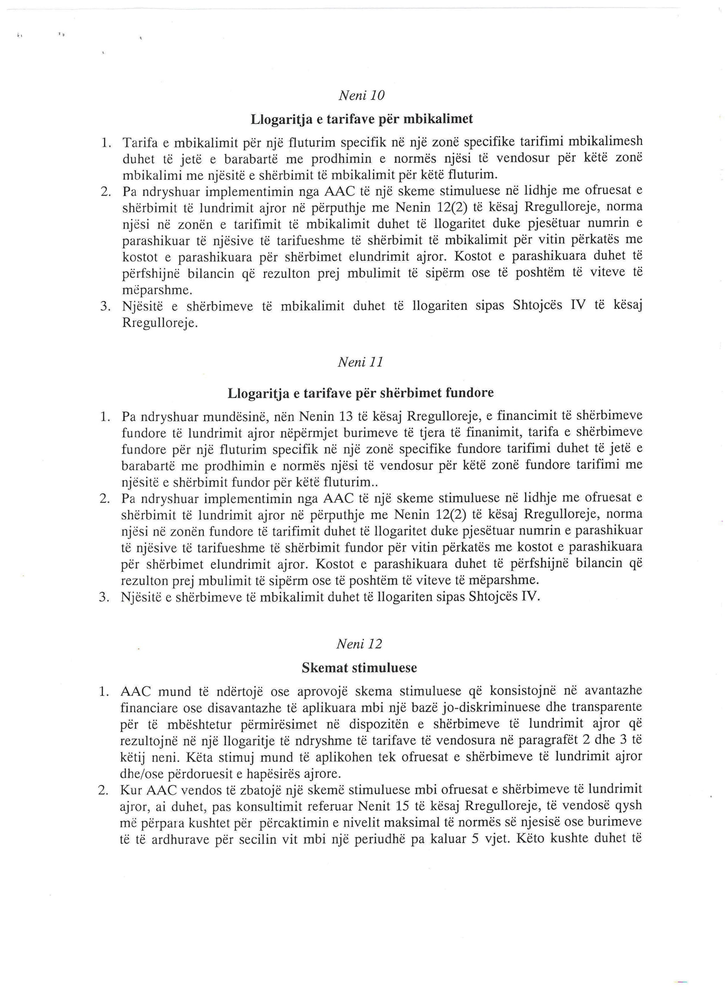 Neni 10
Llogaritja e tarifave për mbikalimet
1. Tarifa e mbikalimit për një fluturim specifik në një zonë specifike tarifimi mbikalimesh
duhet të jetë e barabartë me prodhimin e normës njësi të vendosur për këtë zonë
mbikalimi me njësitë e shërbimit të mbikalimit për këtë fluturim.
2. Pa ndryshuar implementimin nga AAC të një skeme stimuluese në lidhje me ofruesat e
shërbimit të lundrimit ajror në përputhje me Nenin 12(2) të kësaj Rregulloreje, norma
njësi në zonën e tarifimit të mbikalimit duhet të llogaritet duke pjesëtuar numrin e
parashikuar të njësive të tarifueshme të shërbimit të mbikalimit për vitin përkatës me
kostot e parashikuara për shërbimet elundrimit ajror. Kostot e parashikuara duhet të
përfshijnë bilancin që rezulton prej mbulimit të sipërm ose të poshtëm të viteve të
mëparshme.
3. Njësitë e shërbimeve të mbikalimit duhet të llogariten sipas Shtojcës IV të kësaj
Rregulloreje.
Neni 11
Llogaritja e tarifave për shërbimet fundore
1. Pa ndryshuar mundësinë, nën Nenin 13 të kësaj Rregulloreje, e financimit të shërbimeve
fundore të lundrimit ajror nëpërmjet burimeve të tjera të finanimit, tarifa e shërbimeve
fundore për një fluturim specifik në një zonë specifike fundore tarifimi duhet të jetë e
barabartë me prodhimin e normës njësi të vendosur për këtë zonë fundore tarifimi me
njësitë e shërbimit fundor për këtë fluturim..
2. Pa ndryshuar implementimin nga AAC të një skeme stimuluese në lidhje me ofruesat e
shërbimit të lundrimit ajror në përputhje me Nenin 12(2) të kësaj Rregulloreje, norma
njësi në zonën fundore të tarifimit duhet të llogaritet duke pjesëtuar numrin e parashikuar
të njësive të tarifueshme të shërbimit fundor për vitin përkatës me kostot e parashikuara
për shërbimet elundrimit ajror. Kostot e parashikuara duhet të përfshijnë bilancin që
rezulton prej mbulimit të sipërm ose të poshtëm të viteve të mëparshme.
3. Njësitë e shërbimeve të mbikalimit duhet të llogariten sipas Shtojcës IV.
Neni 12
Skemat stimuluese
1. AAC mund të ndërtojë ose aprovojë skema stimuluese që konsistojnë në avantazhe
financiare ose disavantazhe të aplikuara mbi një bazë jo-diskriminuese dhe transparente
për të mbështetur përmirësimet në dispozitën e shërbimeve të lundrimit ajror që
rezultojnë në një llogaritje të ndryshme të tarifave të vendosura në paragrafët 2 dhe 3 të
këtij neni. Këta stimuj mund të aplikohen tek ofruesat e shërbimeve të lundrimit ajror
dhe/ose përdoruesit e hapësirës ajrore.
2. Kur AAC vendos të zbatojë një skemë stimuluese mbi ofruesat e shërbimeve të lundrimit
ajror, ai duhet, pas konsultimit referuar Nenit 15 të kësaj Rregulloreje, të vendosë qysh
më përpara kushtet për përcaktimin e nivelit maksimal të normës së njesisë ose burimeve
të të ardhurave për secilin vit mbi një periudhë pa kaluar 5 vjet. Këto kushte duhet të